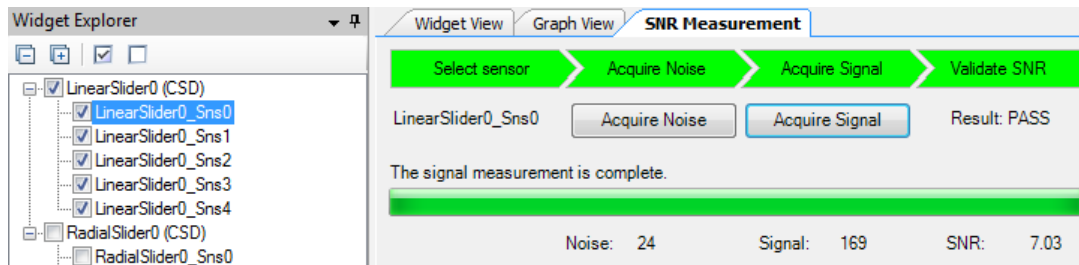 Widget Explorer
LinearSlider0 (CSD)
LinearSlider0_Sns0
LinearSlider0_Sns1
LinearSlider0_Sns2
LinearSlider0_Sns3
LinearSlider0_Sns4
RadialSlider0 (CSD)
RadialSlider0_Sns0
Widget View Graph View SNR Measurement
Select sensor Acquire Noise Acquire Signal Validate SNR
LinearSlider0_Sns0 Acquire Noise Acquire Signal Result: PASS
The signal measurement is complete.
Noise: 24 Signal: 169 SNR: 7.03